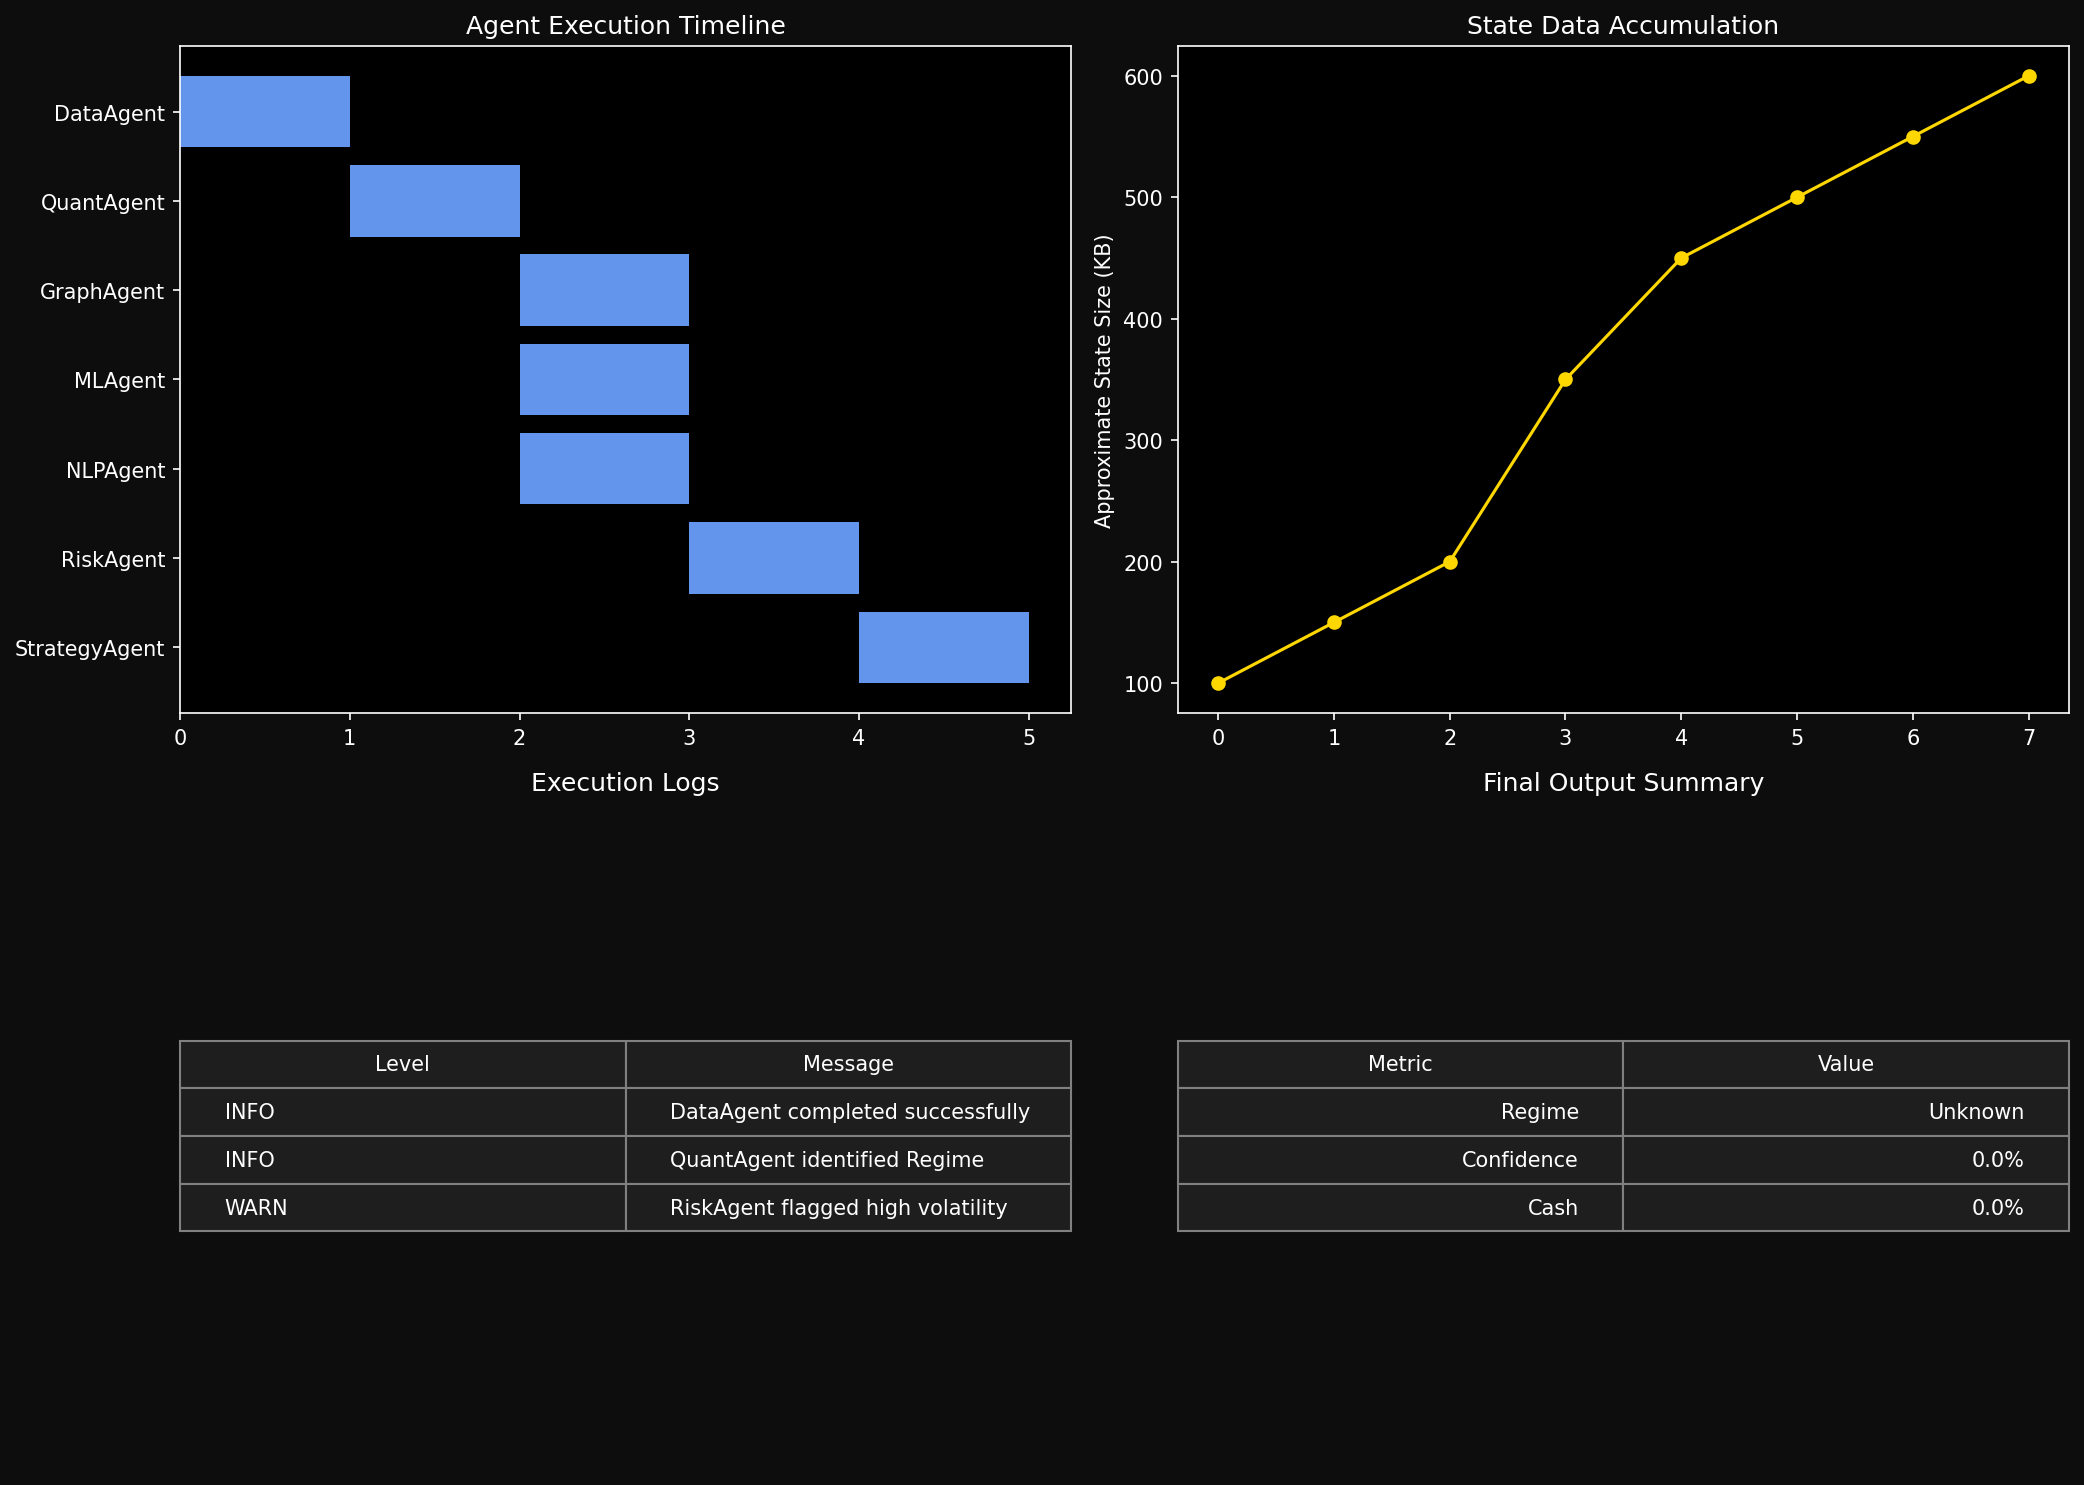 Agent Execution Timeline
DataAgent
QuantAgent
GraphAgent
MLAgent
NLPAgent
RiskAgent
StrategyAgent
0 1 2 3 4 5
State Data Accumulation
Approximate State Size (KB)
600
500
400
300
200
100
0 1 2 3 4 5 6 7
Execution Logs
Level Message
INFO DataAgent completed successfully
INFO QuantAgent identified Regime
WARN RiskAgent flagged high volatility
Final Output Summary
Metric Value
Regime Unknown
Confidence 0.0%
Cash 0.0%